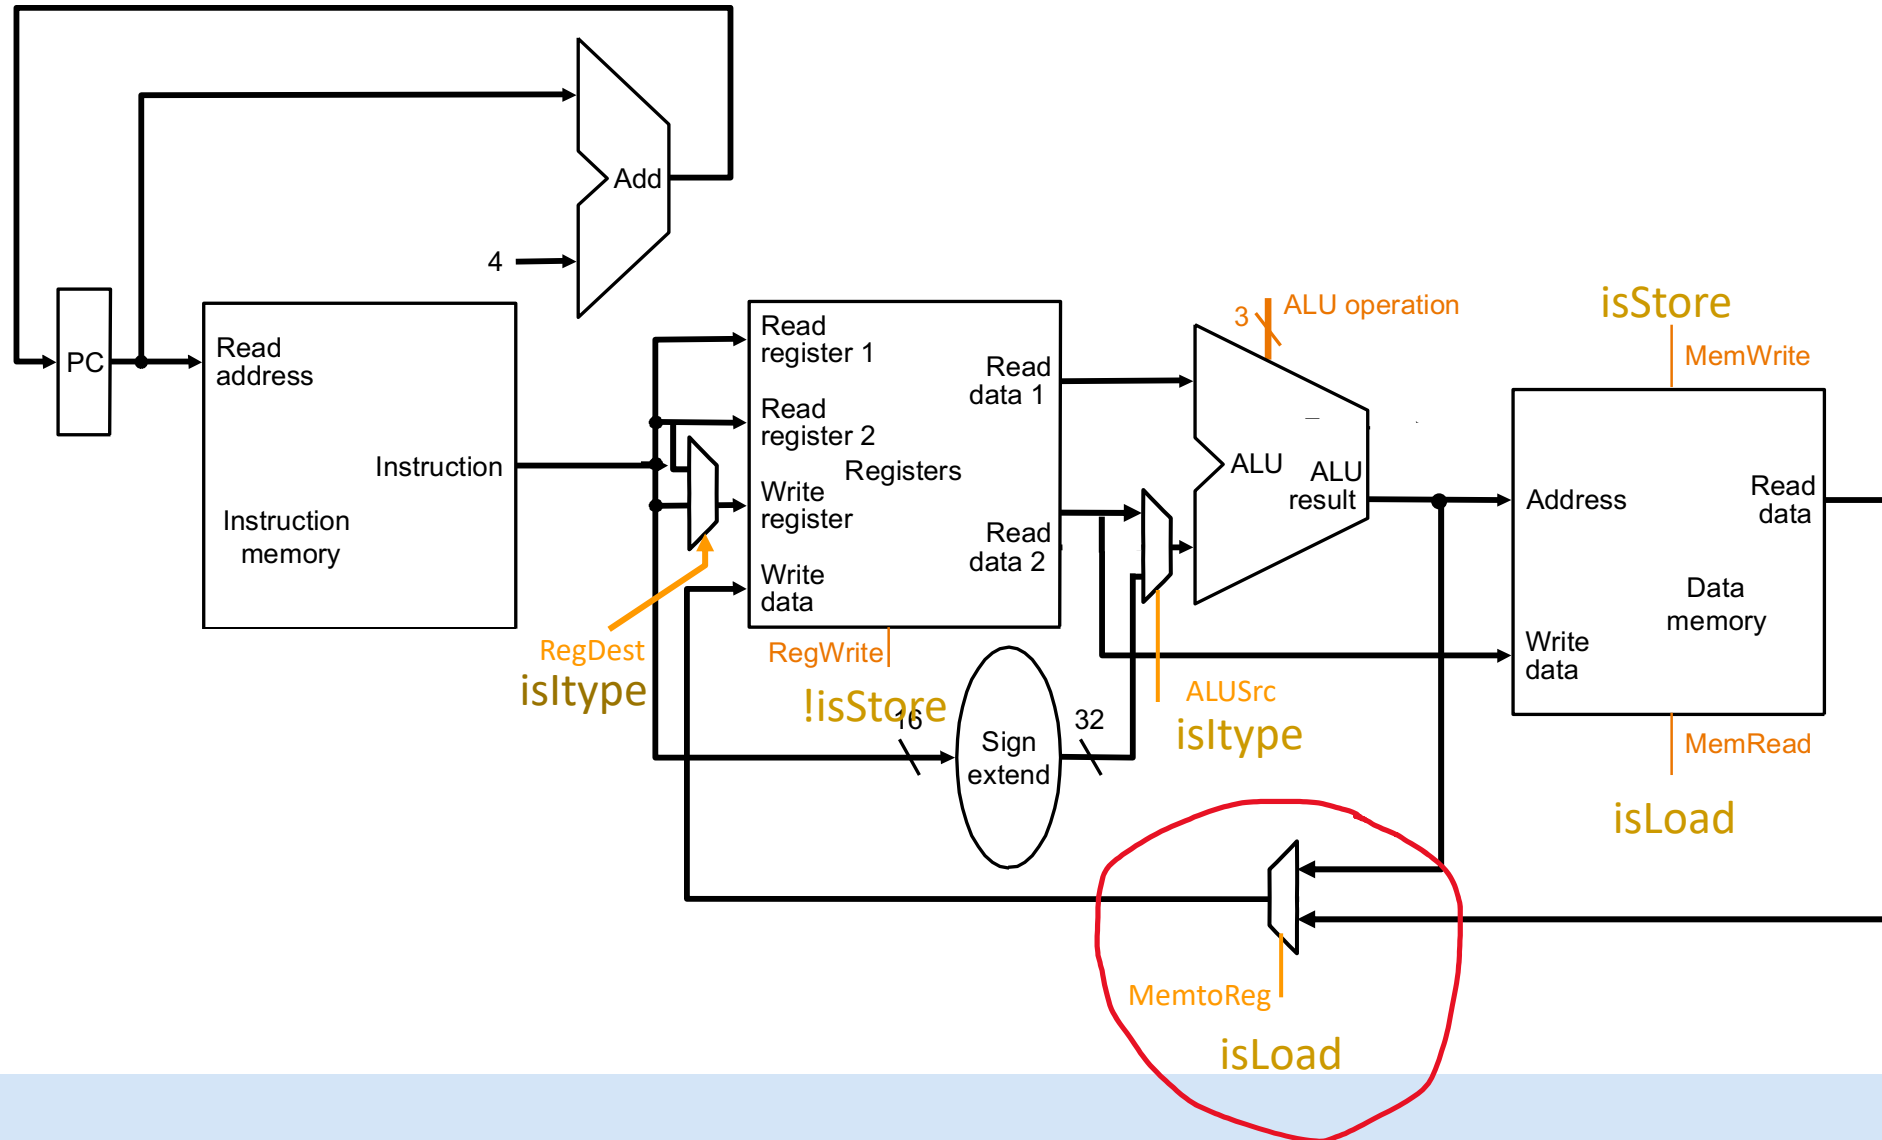 Add
4
PC
Read
address
Instruction
Instruction
memory
Read
register 1
Read
register 2
Registers
Write
register
Write
data
Read
data 1
Read
data 2
RegDest
isItype
RegWrite
!isStore
16
Sign
extend
32
3
ALU operation
ALU
ALU
result
ALUSrc
isItype
isStore
MemWrite
Address
Read
data
Data
memory
Write
data
MemRead
isLoad
MemtoReg
isLoad